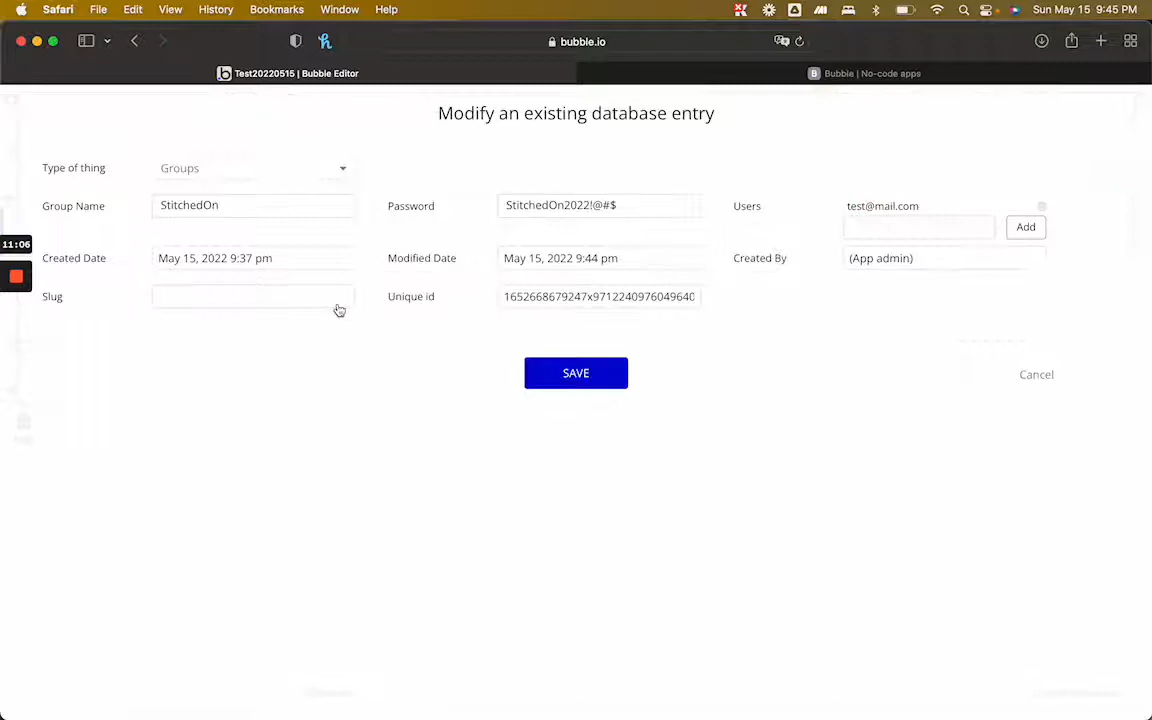 Safari File Edit View History Bookmarks Window Help Sun May 15 9:45 PM
bubble.io
Test20220515 | Bubble Editor
Bubble | No-code apps
Modify an existing database entry
Type of thing Groups
Group Name StitchedOn Password StitchedOn2022!@#$ Users test@mail.com
Add
11:06
Created Date May 15, 2022 9:37 pm Modified Date May 15, 2022 9:44 pm Created By (App admin)
Slug Unique id 1652668679247x9712240976049640
SAVE
Cancel